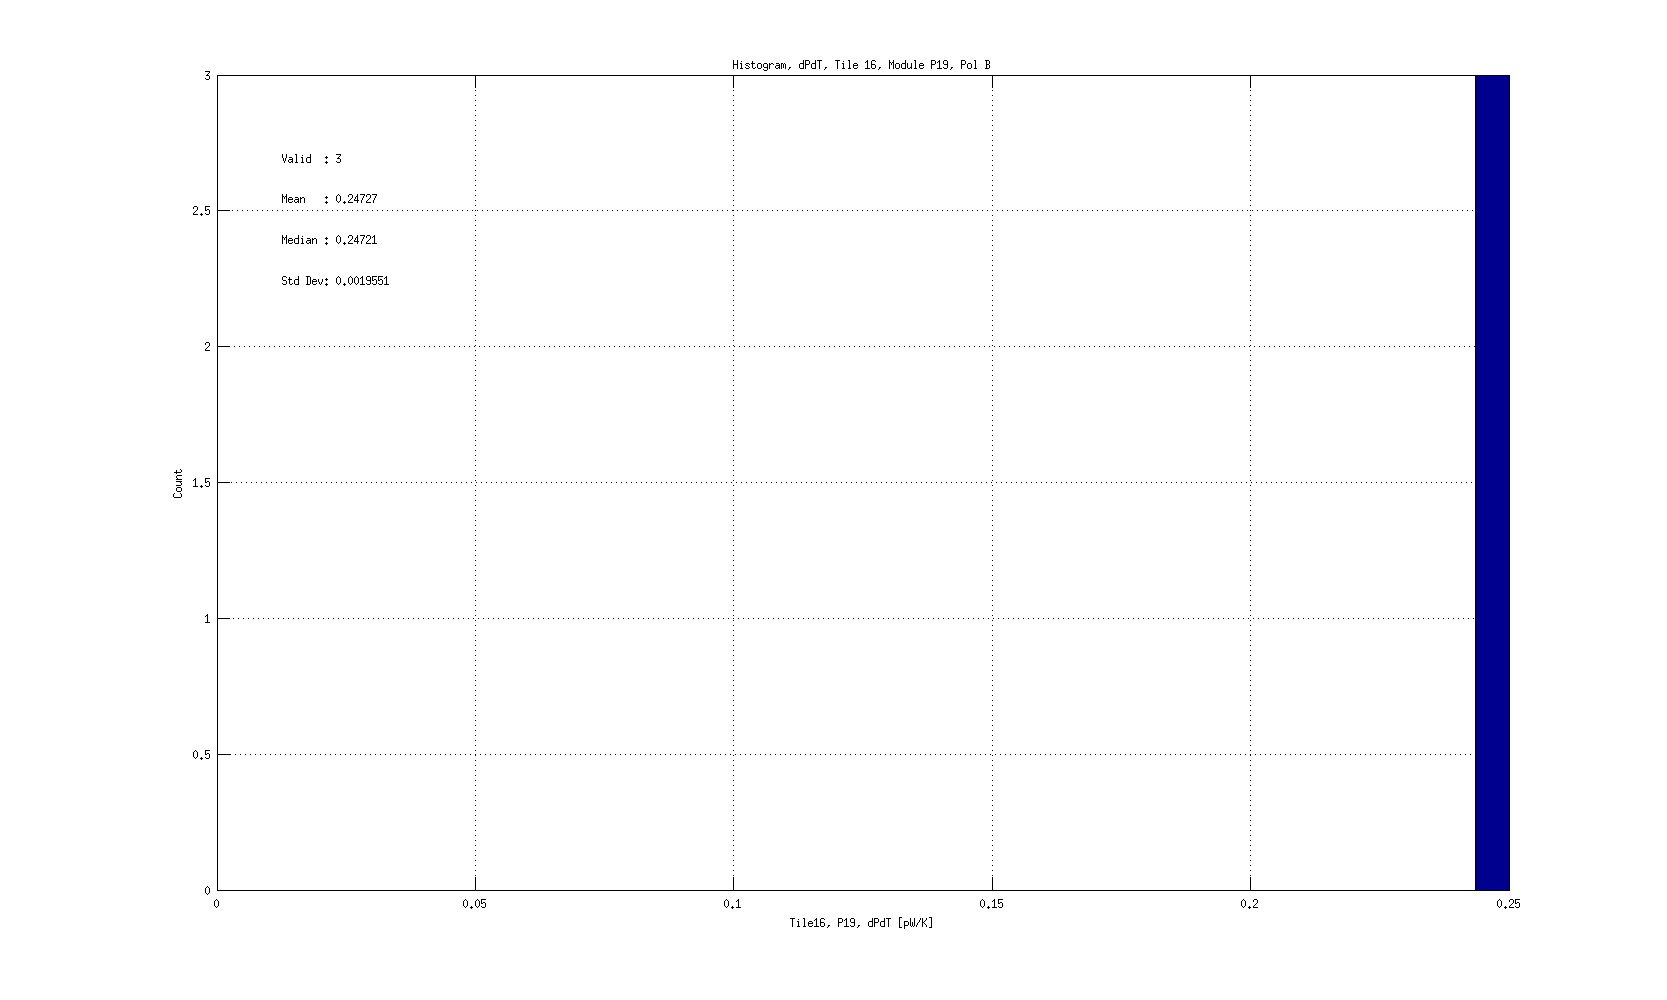 Histogram, dPdT, Tile 16, Module P19, Pol B
3
Valid  : 3
Mean   : 0.24727
2.5
Median : 0.24721
Std Dev: 0.0019551
2
Count
1.5
1
0.5
0
0 0.05 0.1 0.15 0.2 0.25
Tile16, P19, dPdT [pW/K]